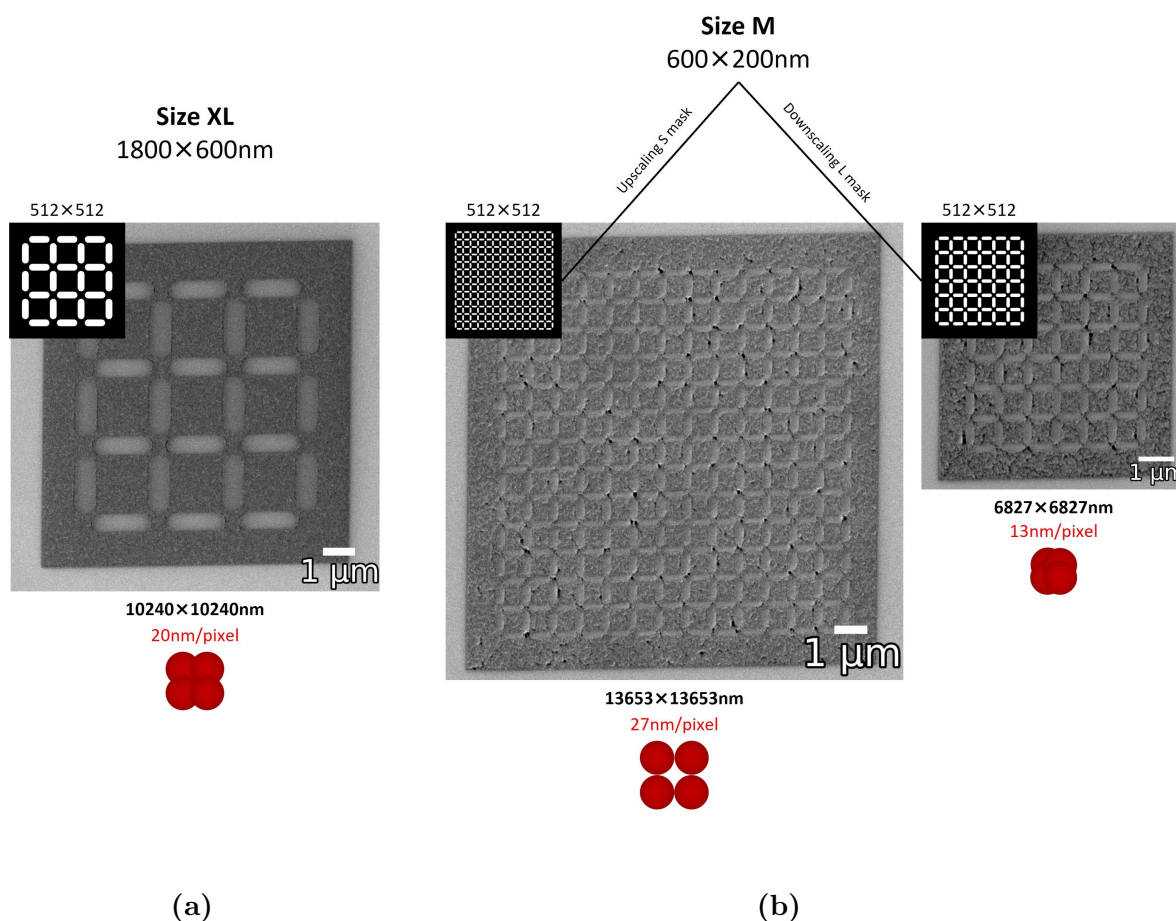 Size XL
1800×600nm
512×512
1 μm
10240×10240nm
20nm/pixel
(a)
Size M
600×200nm
Upscaling S mask
Downscaling L mask
512×512
1 μm
13653×13653nm
27nm/pixel
512×512
1 μm
6827×6827nm
13nm/pixel
(b)